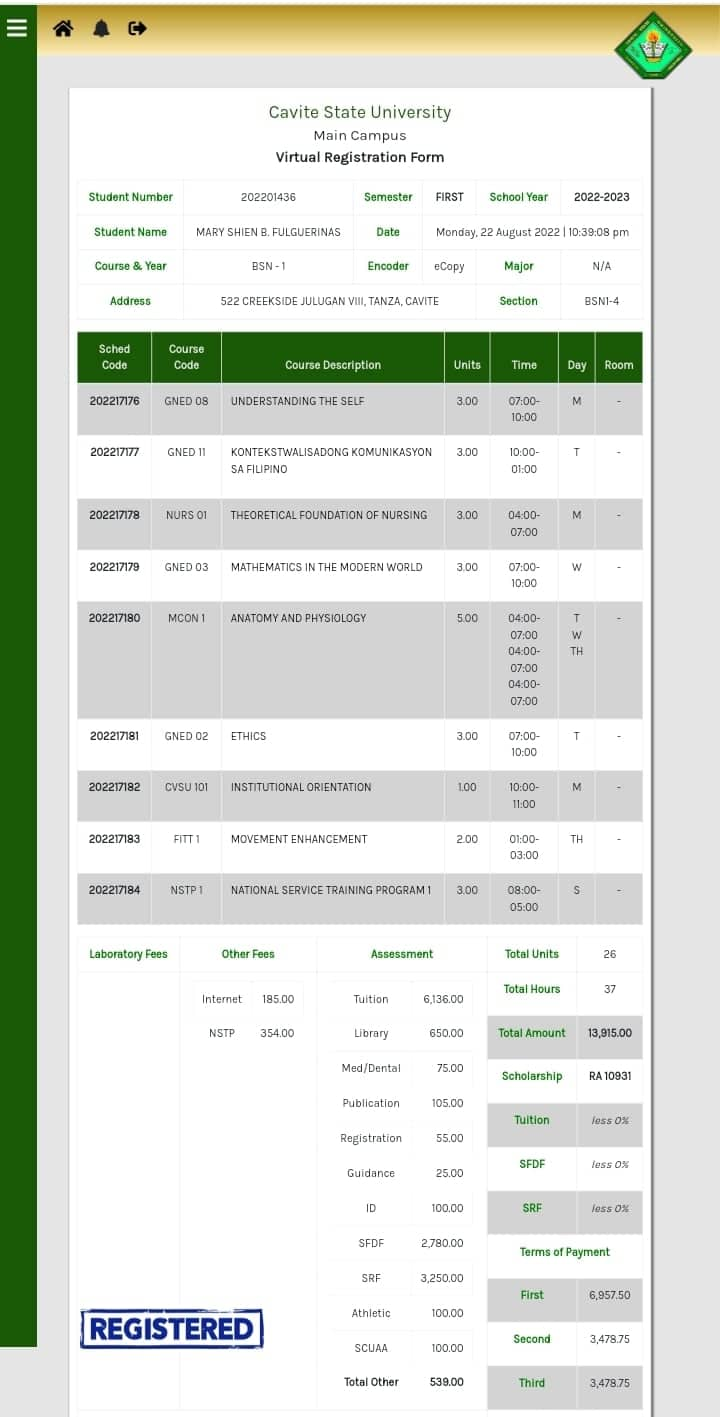 Cavite State University
Main Campus
Virtual Registration Form
Student Number 202201436 Semester FIRST School Year 2022-2023
Student Name MARY SHIEN B. FULGUERINAS Date Monday, 22 August 2022 | 10:39:08 pm
Course & Year BSN - 1 Encoder eCopy Major N/A
Address 522 CREEKSIDE JULUGAN VIII, TANZA, CAVITE Section BSN1-4
Sched Course
Code Code Course Description Units Time Day Room
202217176 GNED 08 UNDERSTANDING THE SELF 3.00 07:00- M -
10:00
202217177 GNED 11 KONTEKSTWALISADONG KOMUNIKASYON 3.00 10:00- T -
SA FILIPINO 01:00
202217178 NURS 01 THEORETICAL FOUNDATION OF NURSING 3.00 04:00- M -
07:00
202217179 GNED 03 MATHEMATICS IN THE MODERN WORLD 3.00 07:00- W -
10:00
202217180 MCON 1 ANATOMY AND PHYSIOLOGY 5.00 04:00- T -
07:00 W
04:00- TH
07:00
04:00-
07:00
202217181 GNED 02 ETHICS 3.00 07:00- T -
10:00
202217182 CVSU 101 INSTITUTIONAL ORIENTATION 1.00 10:00- M -
11:00
202217183 FITT 1 MOVEMENT ENHANCEMENT 2.00 01:00- TH -
03:00
202217184 NSTP 1 NATIONAL SERVICE TRAINING PROGRAM 1 3.00 08:00- S -
05:00
Laboratory Fees Other Fees Assessment Total Units 26
Internet 185.00 Tuition 6,136.00 Total Hours 37
NSTP 354.00 Library 650.00 Total Amount 13,915.00
Med/Dental 75.00 Scholarship RA 10931
Publication 105.00 Tuition less 0%
Registration 55.00
Guidance 25.00 SFDF less 0%
ID 100.00 SRF less 0%
SFDF 2,780.00 Terms of Payment
SRF 3,250.00 First 6,957.50
Athletic 100.00
REGISTERED
SCUAA 100.00 Second 3,478.75
Total Other 539.00 Third 3,478.75